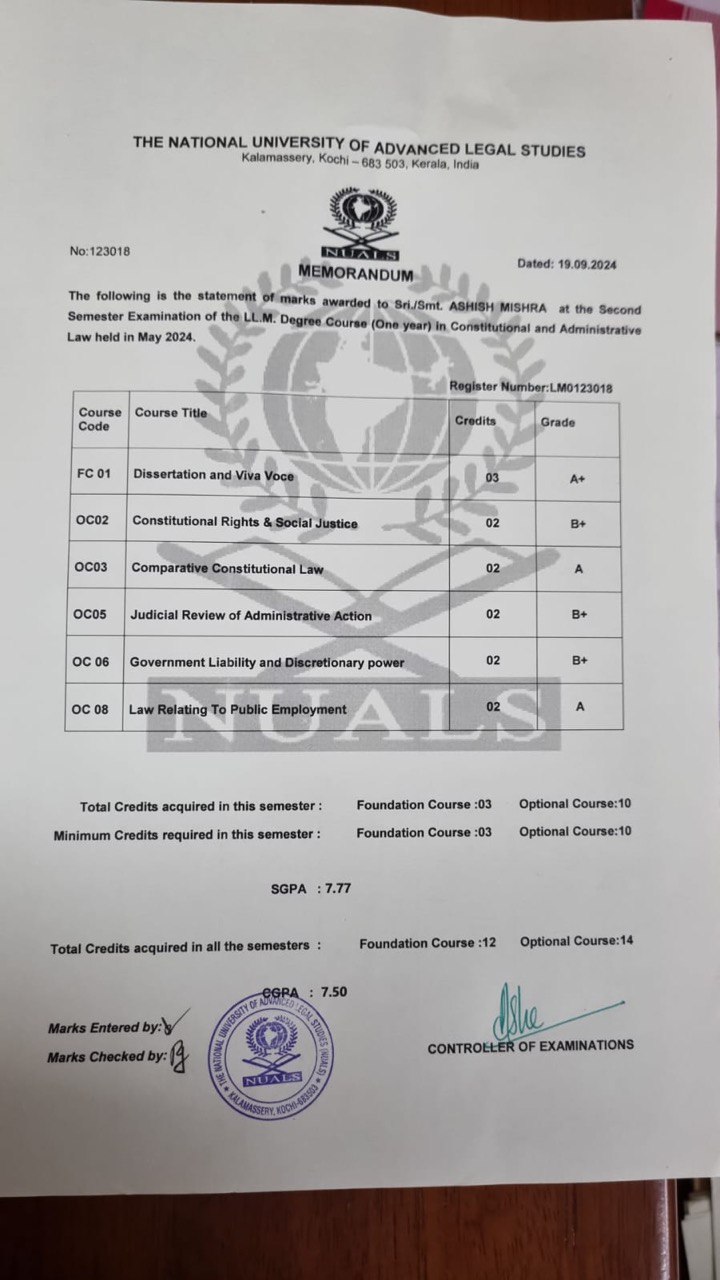 THE NATIONAL UNIVERSITY OF ADVANCED LEGAL STUDIES
Kalamassery, Kochi – 683 503, Kerala, India
NUALS
No:123018
Dated: 19.09.2024
MEMORANDUM
The following is the statement of marks awarded to Sri./Smt. ASHISH MISHRA at the Second
Semester Examination of the LL.M. Degree Course (One year) in Constitutional and Administrative
Law held in May 2024.
Register Number:LM0123018
Course Code Course Title Credits Grade
FC 01 Dissertation and Viva Voce 03 A+
OC02 Constitutional Rights & Social Justice 02 B+
OC03 Comparative Constitutional Law 02 A
OC05 Judicial Review of Administrative Action 02 B+
OC 06 Government Liability and Discretionary power 02 B+
OC 08 Law Relating To Public Employment 02 A
NUALS
Total Credits acquired in this semester : Foundation Course :03 Optional Course:10
Minimum Credits required in this semester : Foundation Course :03 Optional Course:10
SGPA : 7.77
Total Credits acquired in all the semesters : Foundation Course :12 Optional Course:14
CGPA : 7.50
Marks Entered by:
Marks Checked by:
THE NATIONAL UNIVERSITY OF ADVANCED LEGAL STUDIES (NUALS)
NUALS
KALAMASSERY, KOCHI-683503
CONTROLLER OF EXAMINATIONS